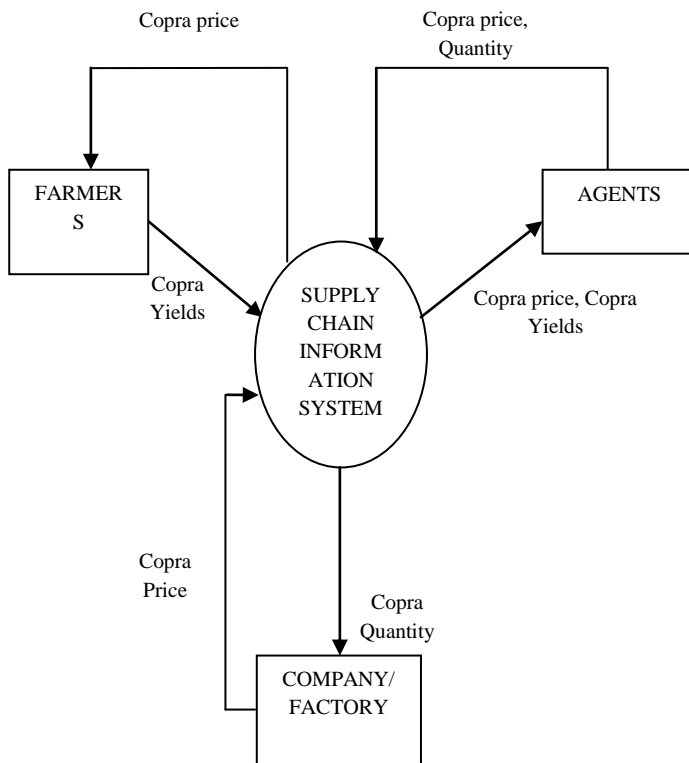 Copra price
Copra price,
Quantity
FARMER
S
AGENTS
Copra
Yields
SUPPLY
CHAIN
INFORM
ATION
SYSTEM
Copra price, Copra
Yields
Copra
Price
Copra
Quantity
COMPANY/
FACTORY